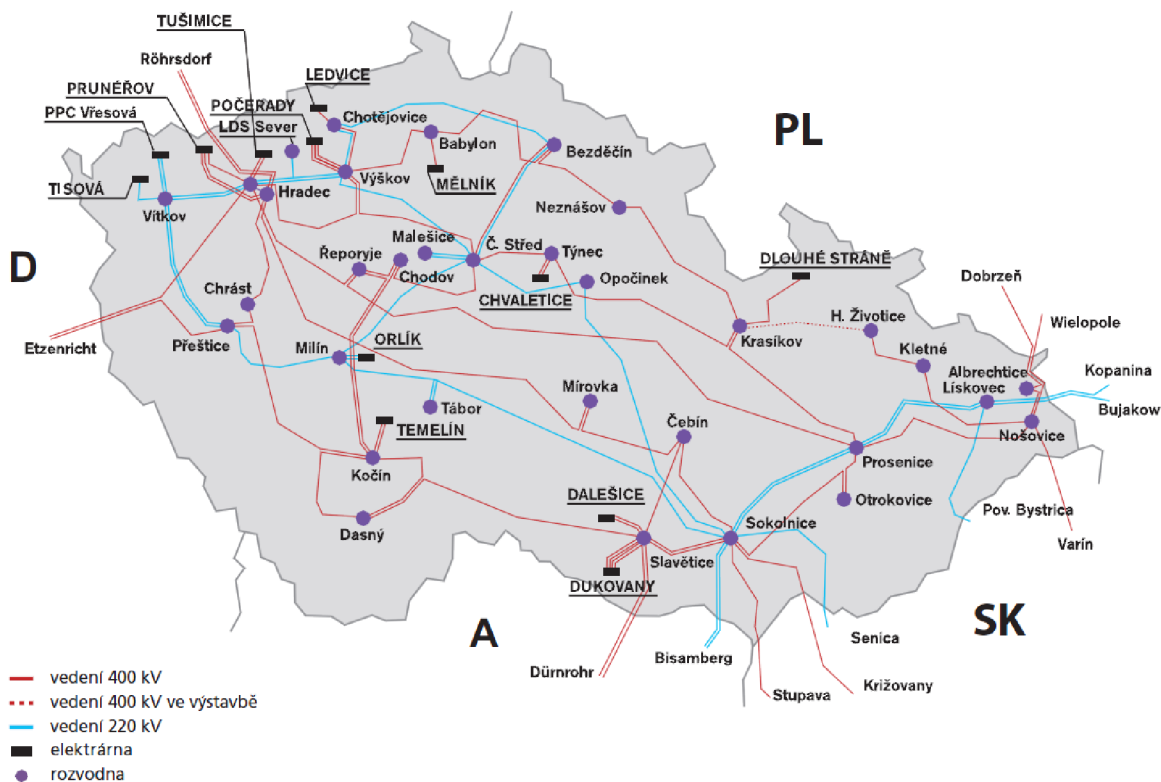 TUŠIMICE
Röhrsdorf
LEDVICE
PRUNÉŘOV
POČERADY
PPC Vřesová
LDS Sever
Chotějovice
Babylon
Bezděčín
PL
TISOVÁ
Výškov
MĚLNÍK
Hradec
Vítkov
Neznášov
D
Malešice
Č. Střed
Týnec
Řeporyje
Chodov
Opočínek
DLOUHÉ STRÁNĚ
CHVALETICE
Dobrzeň
Chrást
H. Životice
Wielopole
Krasíkov
Etzenricht
Přeštice
Milín
ORLÍK
Kletné
Albrechtice
Kopanina
Lískovec
Mírovka
Bujakow
Tábor
TEMELÍN
Čebín
Nošovice
Prosenice
Kočín
DALEŠICE
Otrokovice
Pov. Bystrica
Dasný
Sokolnice
Varín
Slavětice
DUKOVANY
A
SK
Senica
Bisamberg
Dürnrohr
Stupava
Križovany
vedení 400 kV
vedení 400 kV ve výstavbě
vedení 220 kV
elektrárna
rozvodna